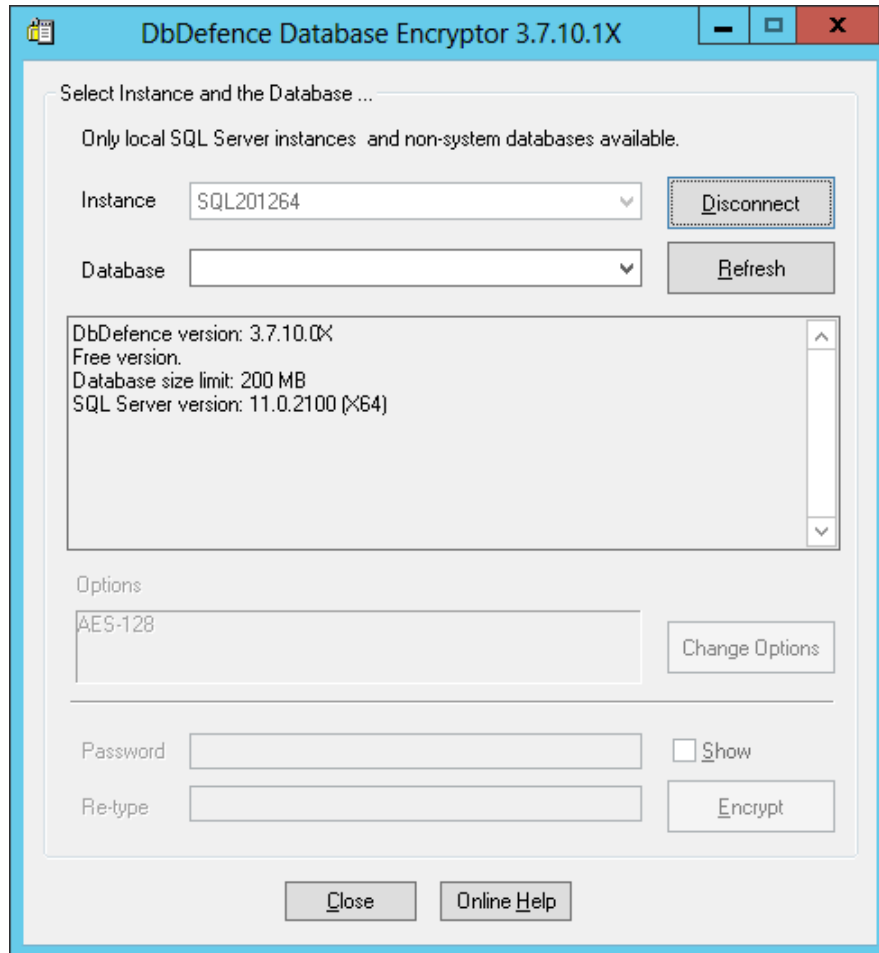 DbDefence Database Encryptor 3.7.10.1X
Select Instance and the Database ...
Only local SQL Server instances  and non-system databases available.
Instance SQL201264 Disconnect
Database Refresh
DbDefence version: 3.7.10.0X
Free version.
Database size limit: 200 MB
SQL Server version: 11.0.2100 (X64)
Options
AES-128
Change Options
Password Show
Re-type Encrypt
Close Online Help